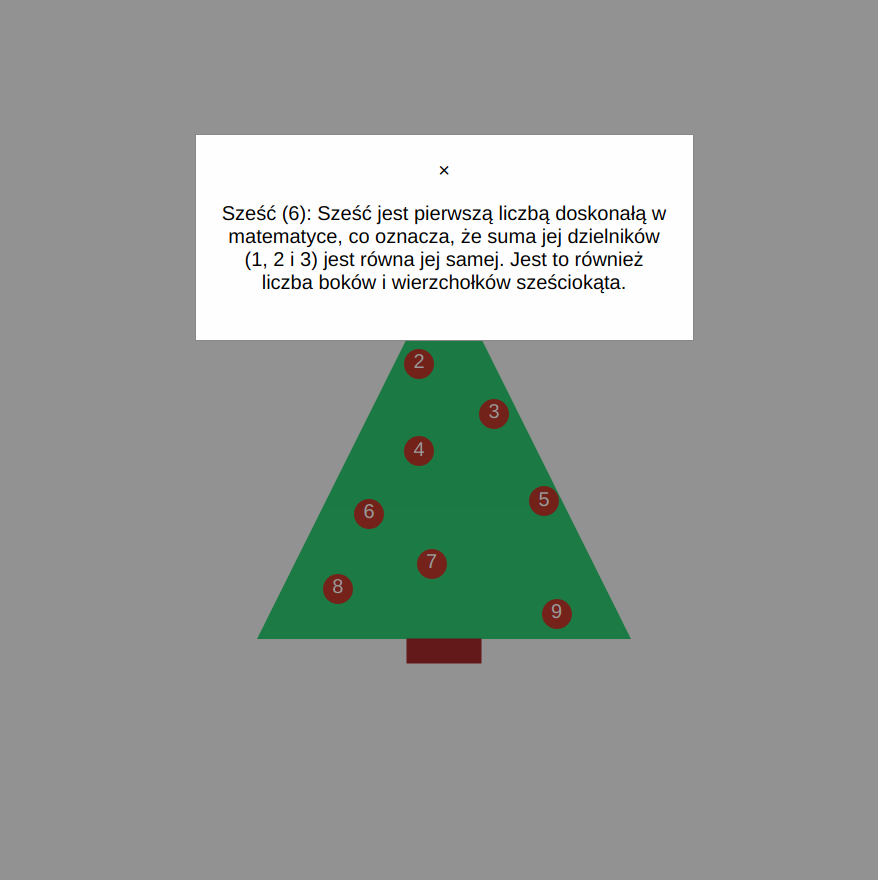 ×
Sześć (6): Sześć jest pierwszą liczbą doskonałą w
matematyce, co oznacza, że suma jej dzielników
(1, 2 i 3) jest równa jej samej. Jest to również
liczba boków i wierzchołków sześciokąta.
2
3
4
5
6
7
8
9